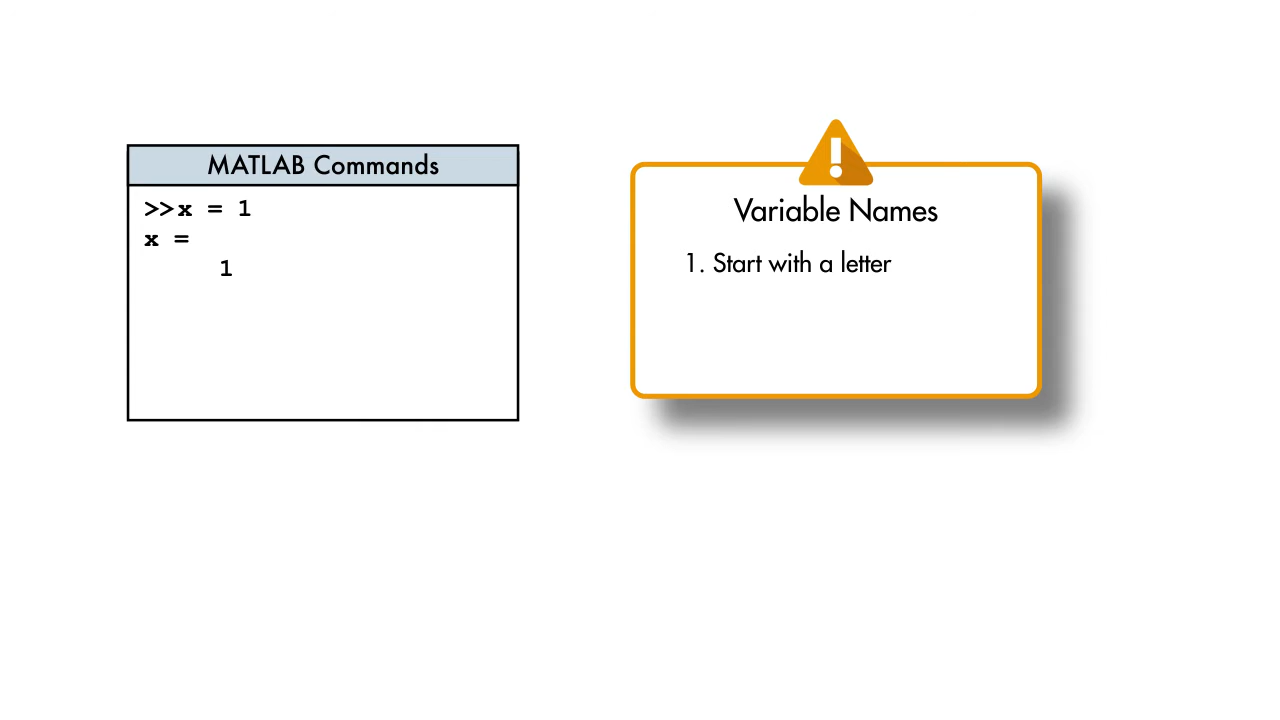 MATLAB Commands
>>x = 1
x =
1
Variable Names
1. Start with a letter